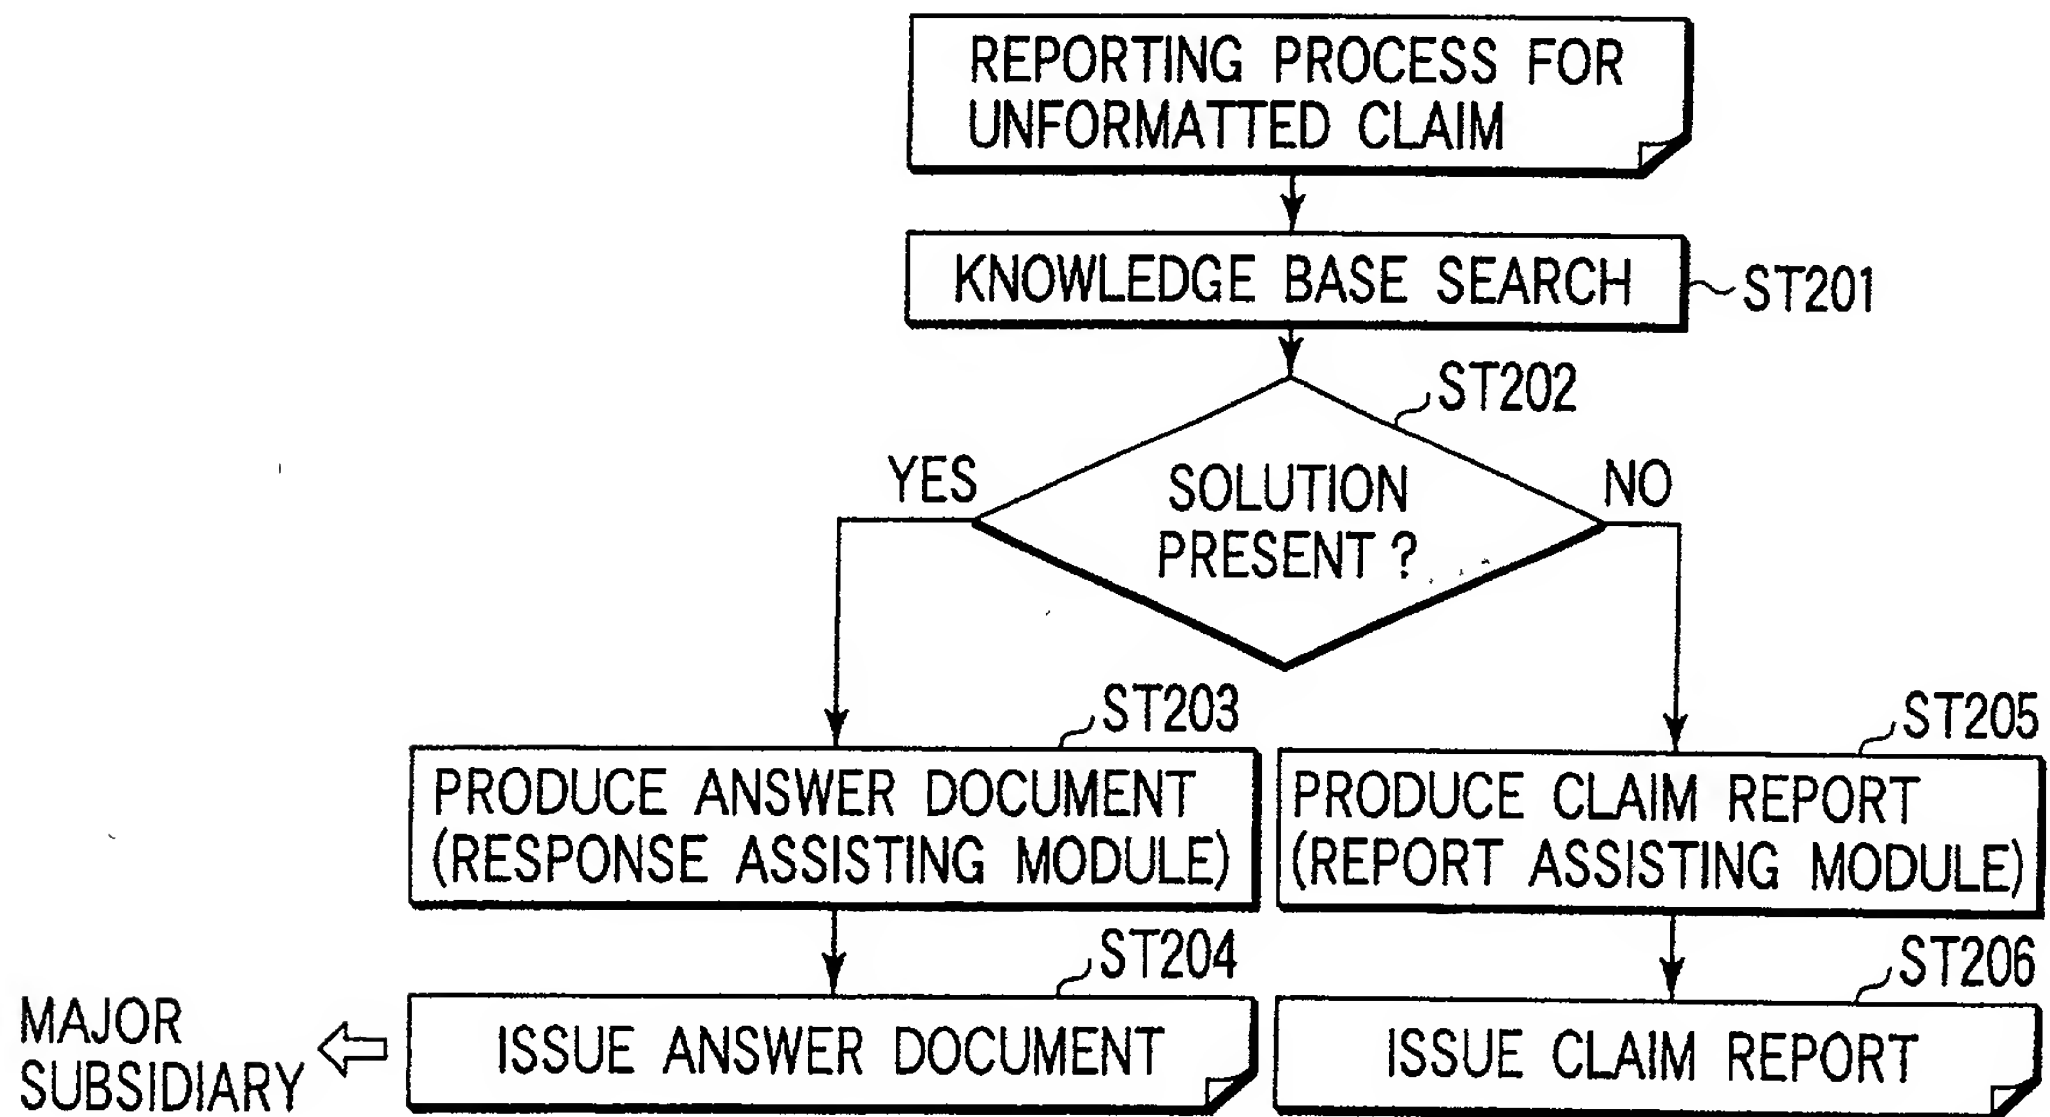 REPORTING PROCESS FOR
UNFORMATTED CLAIM
KNOWLEDGE BASE SEARCH
ST201
ST202
YES
SOLUTION
PRESENT ?
NO
ST203
PRODUCE ANSWER DOCUMENT
(RESPONSE ASSISTING MODULE)
ST205
PRODUCE CLAIM REPORT
(REPORT ASSISTING MODULE)
ST204
ISSUE ANSWER DOCUMENT
ST206
ISSUE CLAIM REPORT
MAJOR
SUBSIDIARY